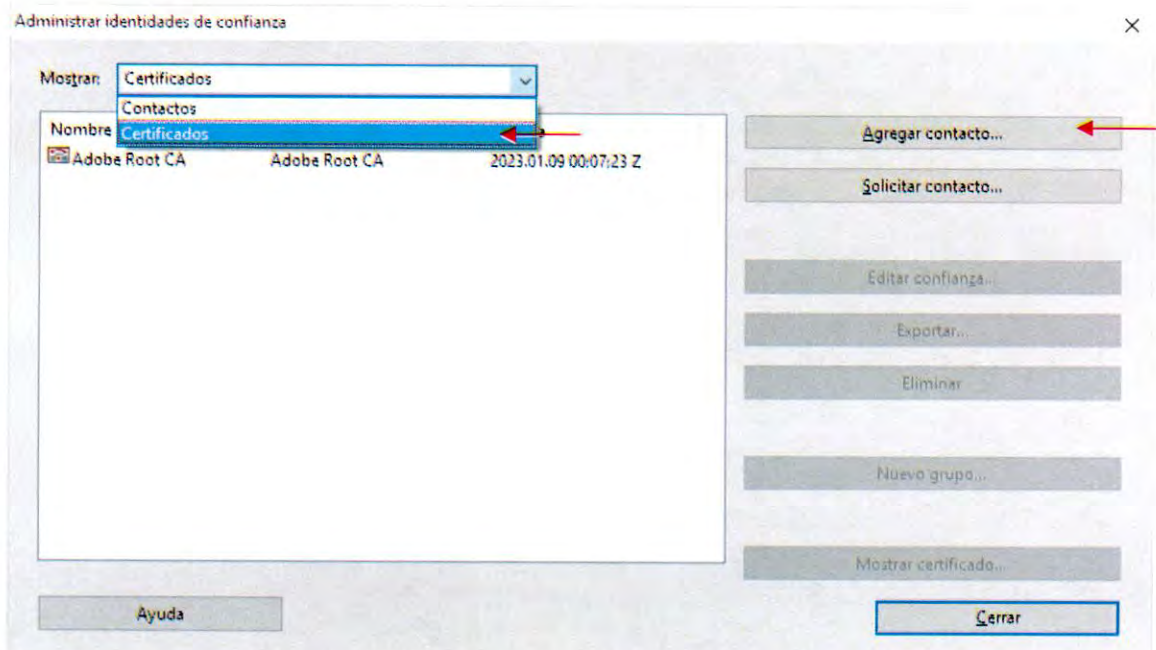 Administrar identidades de confianza
Mostrar: Certificados
Contactos
Certificados
Nombre
Adobe Root CA Adobe Root CA 2023.01.09 00:07:23 Z
Agregar contacto...
Solicitar contacto...
Editar confianza...
Exportar...
Eliminar
Nuevo grupo...
Mostrar certificado...
Ayuda
Cerrar